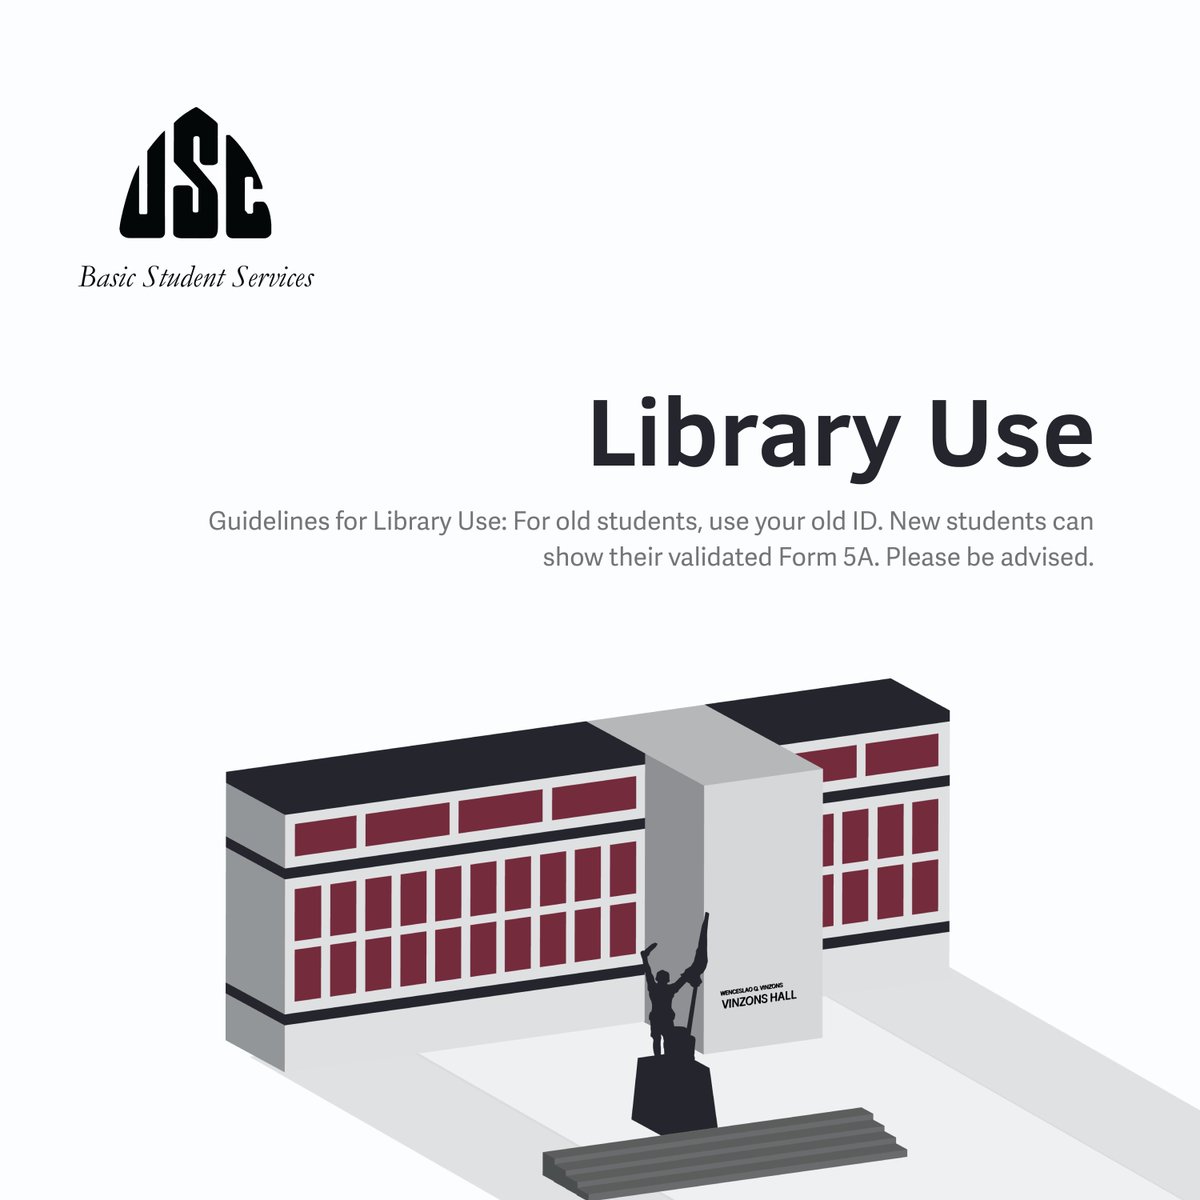 USC
Basic Student Services
Library Use
Guidelines for Library Use: For old students, use your old ID. New students can
show their validated Form 5A. Please be advised.
WENCESLAO Q. VINZONS
VINZONS HALL